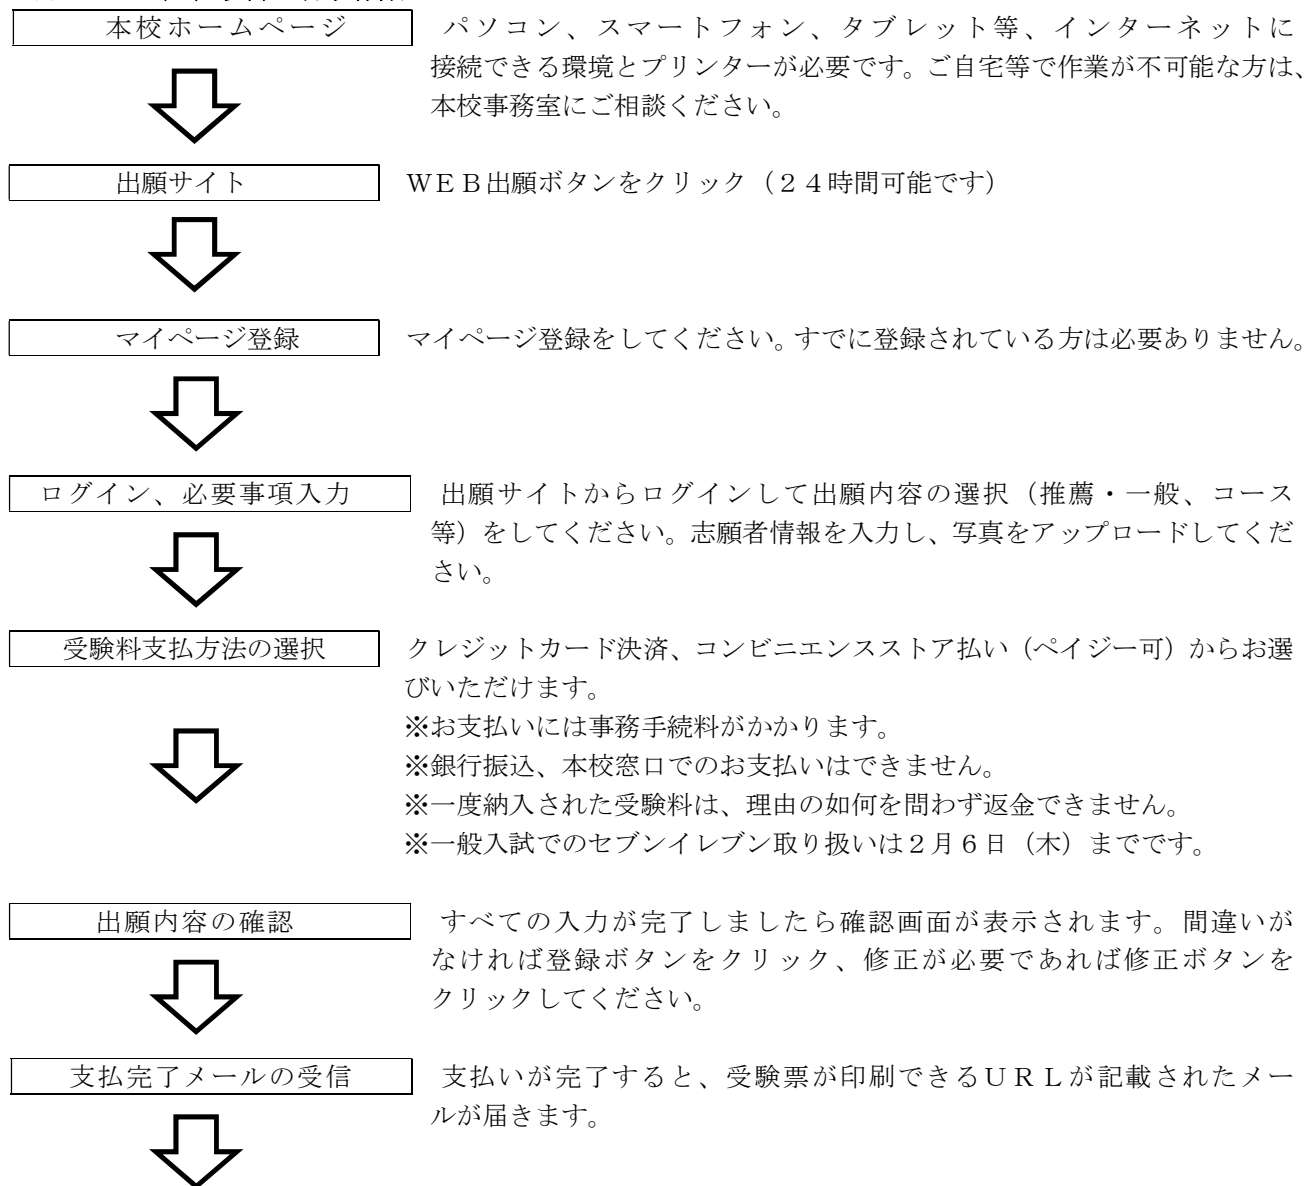 本校ホームページ
パソコン、スマートフォン、タブレット等、インターネットに
接続できる環境とプリンターが必要です。ご自宅等で作業が不可能な方は、
本校事務室にご相談ください。
出願サイト
ＷＥＢ出願ボタンをクリック（２４時間可能です）
マイページ登録
マイページ登録をしてください。すでに登録されている方は必要ありません。
ログイン、必要事項入力
出願サイトからログインして出願内容の選択（推薦・一般、コース
等）をしてください。志願者情報を入力し、写真をアップロードしてくだ
さい。
受験料支払方法の選択
クレジットカード決済、コンビニエンスストア払い（ペイジー可）からお選
びいただけます。
※お支払いには事務手続料がかかります。
※銀行振込、本校窓口でのお支払いはできません。
※一度納入された受験料は、理由の如何を問わず返金できません。
※一般入試でのセブンイレブン取り扱いは２月６日（木）までです。
出願内容の確認
すべての入力が完了しましたら確認画面が表示されます。間違いが
なければ登録ボタンをクリック、修正が必要であれば修正ボタンを
クリックしてください。
支払完了メールの受信
支払いが完了すると、受験票が印刷できるＵＲＬが記載されたメー
ルが届きます。